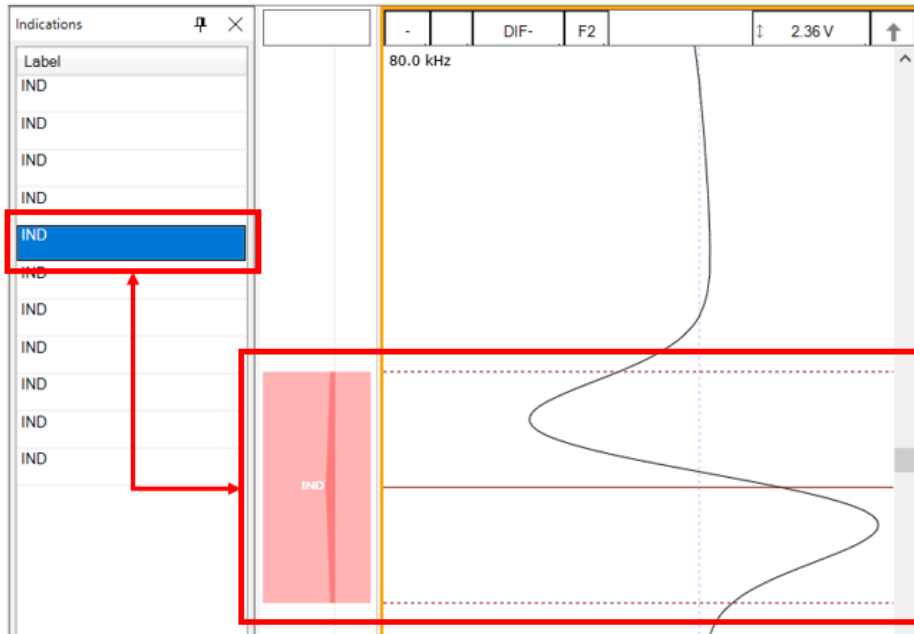 Indications
Label
IND
IND
IND
IND
IND
IND
IND
IND
IND
IND
IND
IND
- DIF- F2 2.36 V
80.0 kHz